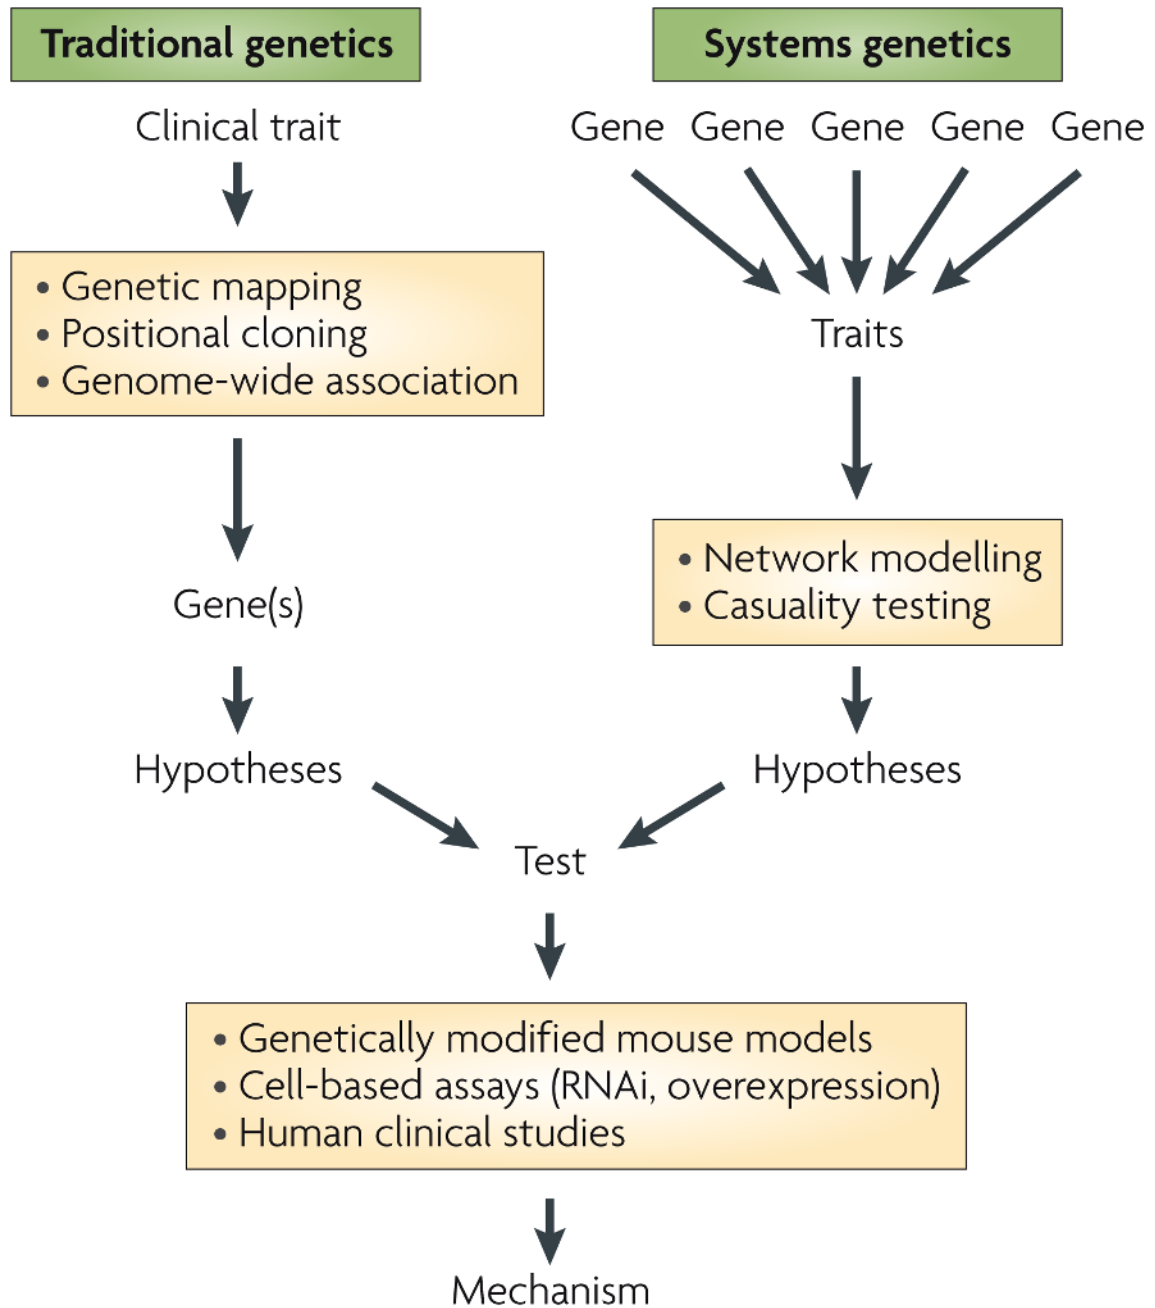 Traditional genetics
Clinical trait
• Genetic mapping
• Positional cloning
• Genome-wide association
Gene(s)
Hypotheses
Systems genetics
Gene Gene Gene Gene Gene
Traits
• Network modelling
• Casuality testing
Hypotheses
Test
• Genetically modified mouse models
• Cell-based assays (RNAi, overexpression)
• Human clinical studies
Mechanism